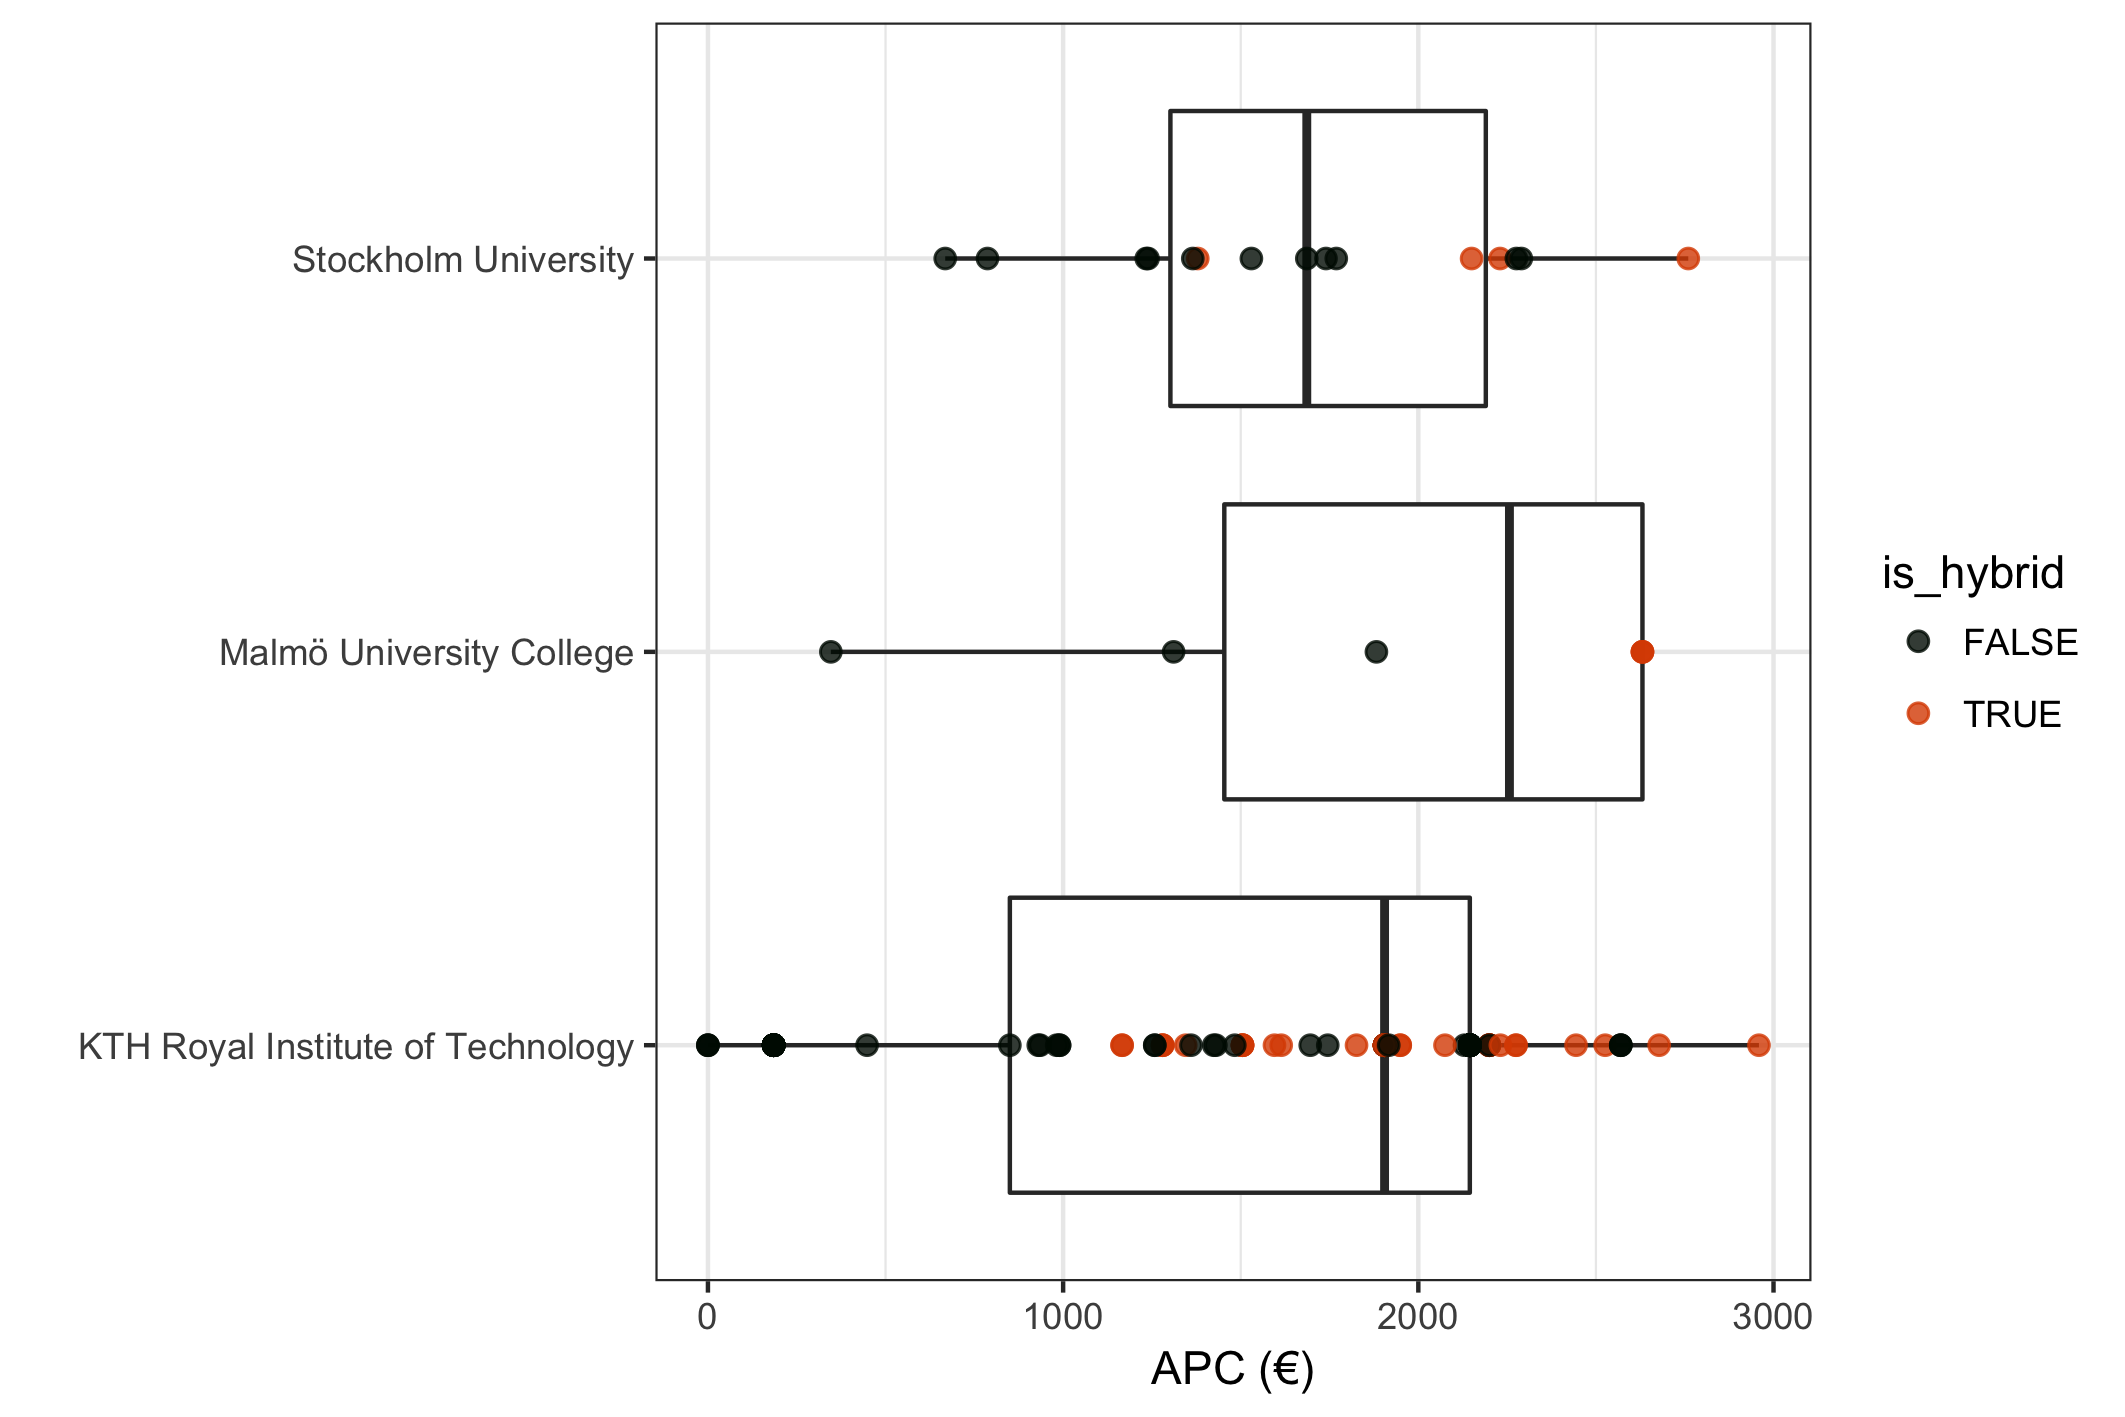 Stockholm University
Malmö University College
KTH Royal Institute of Technology
0 1000 2000 3000
APC (€)
is_hybrid
FALSE
TRUE